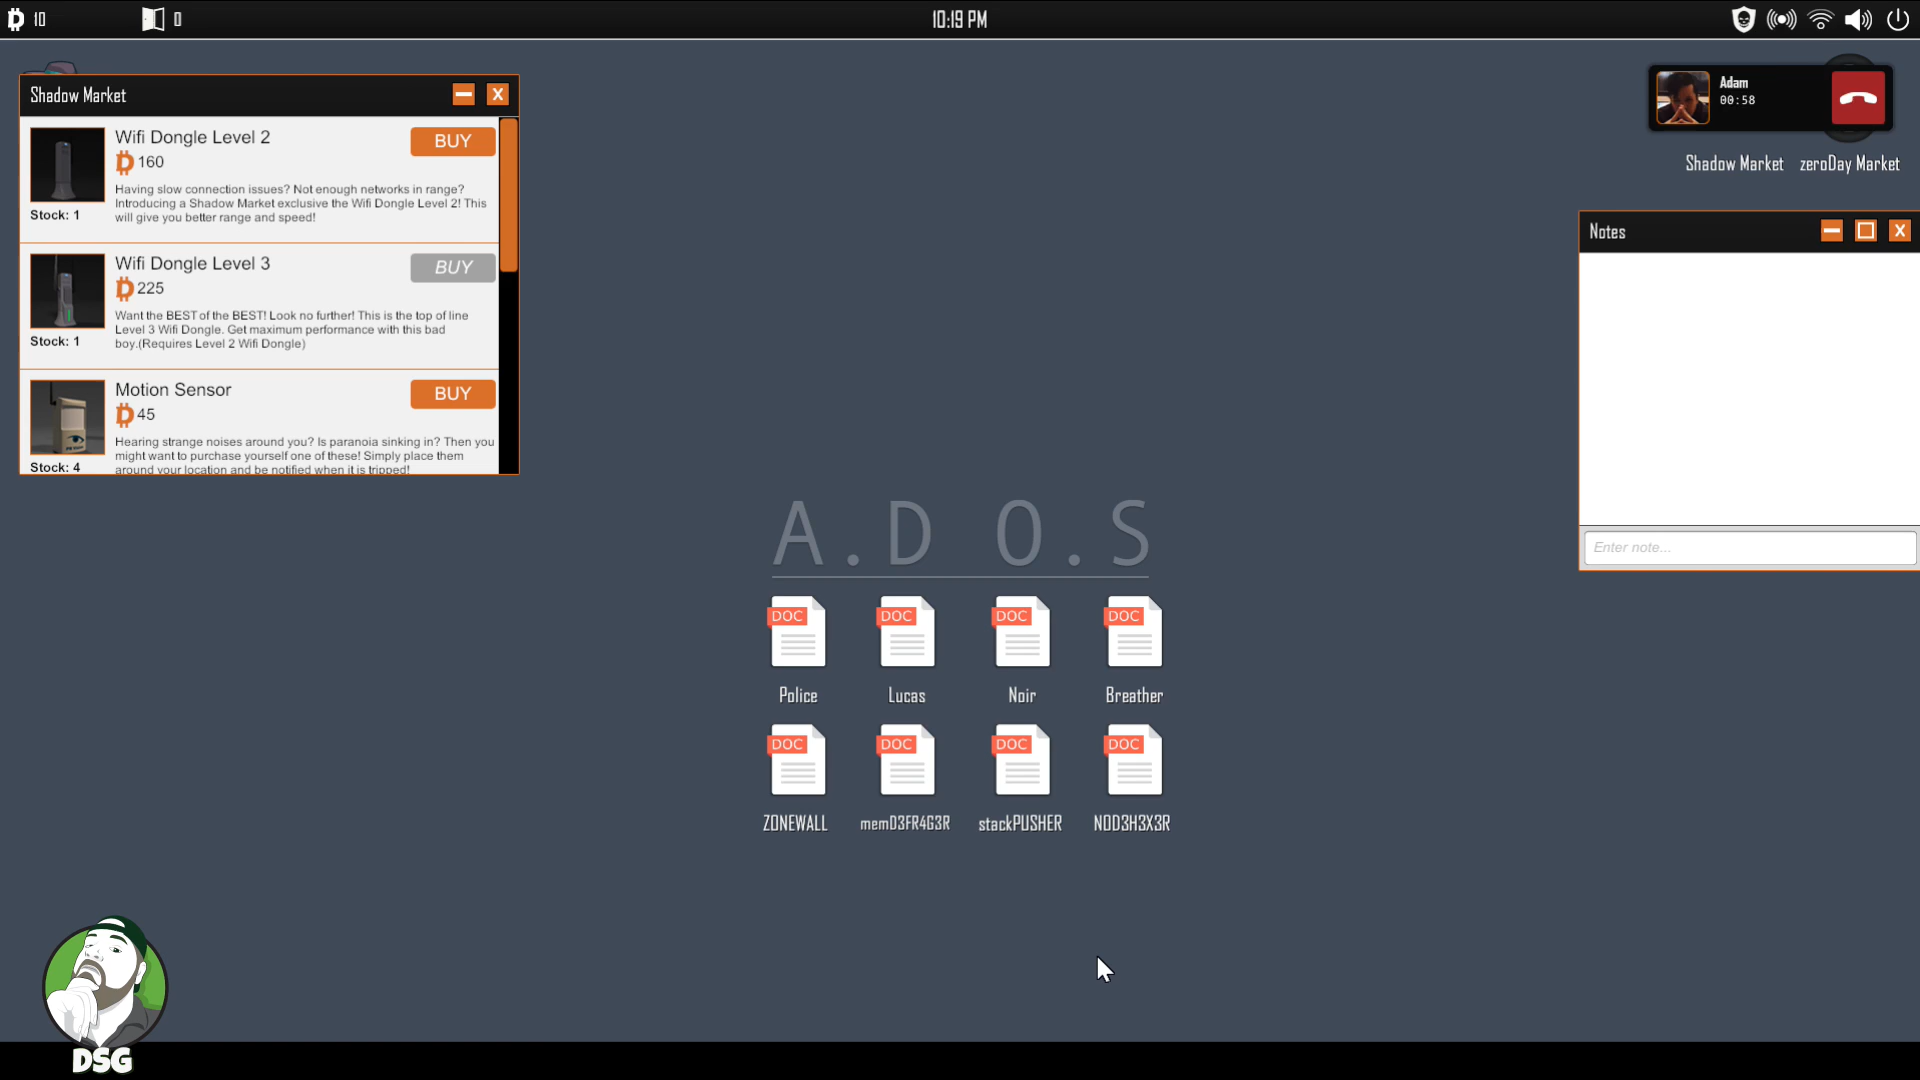 10
0
10:19 PM
Shadow Market
Wifi Dongle Level 2
BUY
160
Having slow connection issues? Not enough networks in range?
Introducing a Shadow Market exclusive the Wifi Dongle Level 2! This
will give you better range and speed!
Stock: 1
Wifi Dongle Level 3
BUY
225
Want the BEST of the BEST! Look no further! This is the top of line
Level 3 Wifi Dongle. Get maximum performance with this bad
boy.(Requires Level 2 Wifi Dongle)
Stock: 1
Motion Sensor
BUY
45
Hearing strange noises around you? Is paranoia sinking in? Then you
might want to purchase yourself one of these! Simply place them
around your location and be notified when it is tripped!
Stock: 4
Adam
00:58
Shadow Market
zeroDay Market
Notes
Enter note...
A.D O.S
DOC
DOC
DOC
DOC
Police
Lucas
Noir
Breather
DOC
DOC
DOC
DOC
ZONEWALL
memD3FR4G3R
stackPUSHER
NOD3H3X3R
DSG